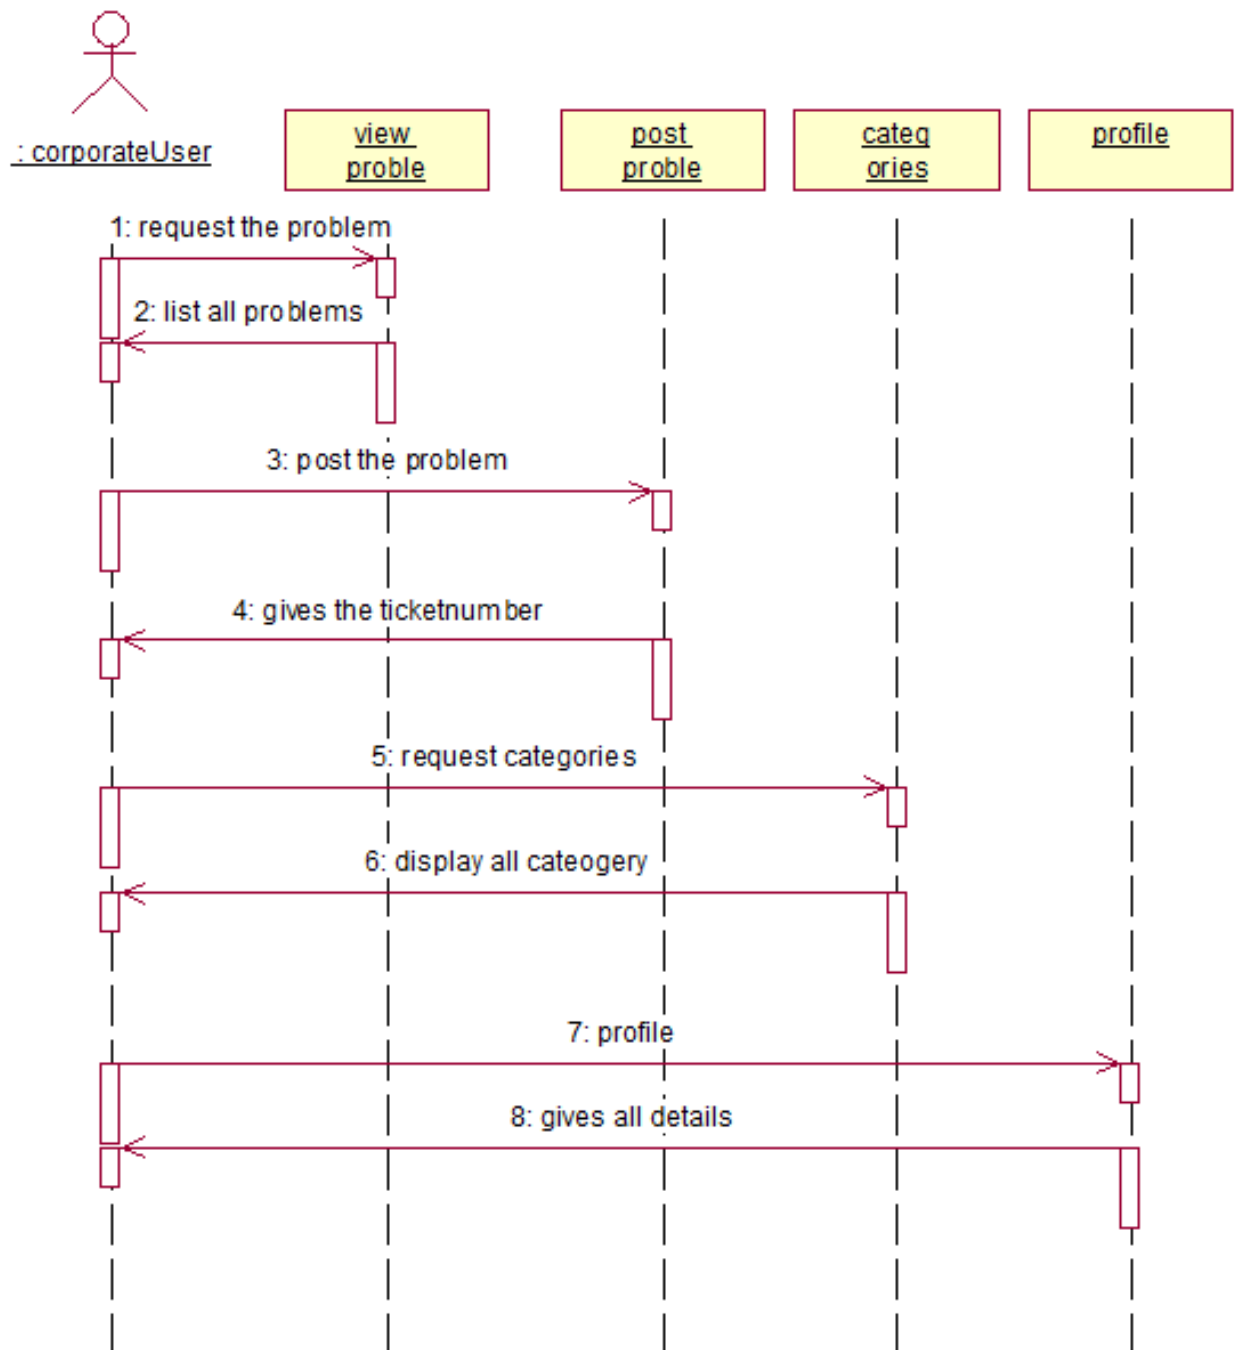 : corporateUser
view
proble
post
proble
categ
ories
profile
1: request the problem
2: list all problems
3: post the problem
4: gives the ticketnumber
5: request categories
6: display all cateogery
7: profile
8: gives all details